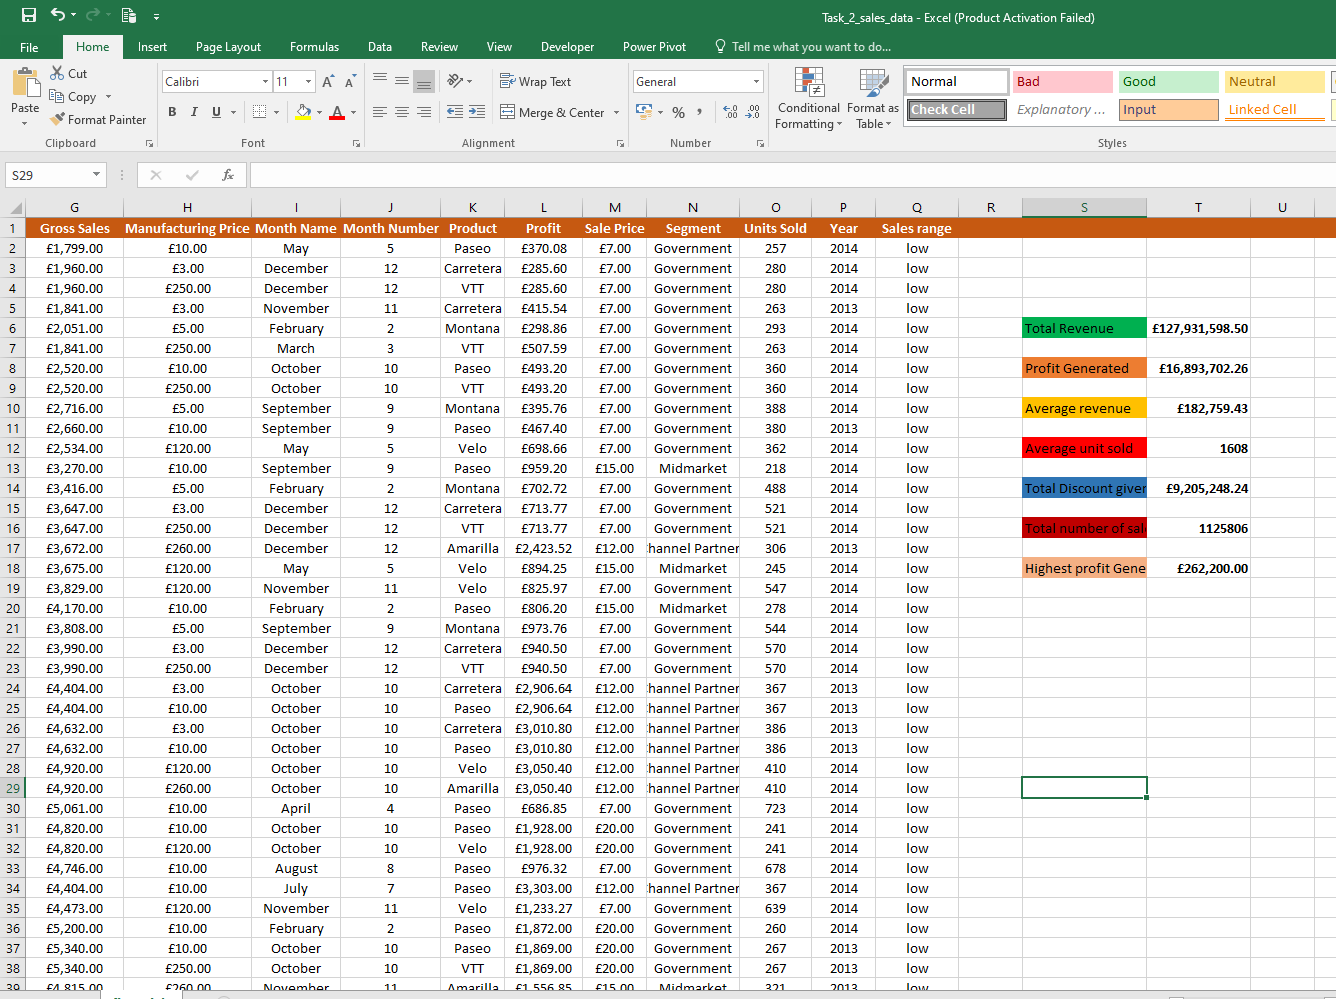 Task_2_sales_data - Excel (Product Activation Failed)
File Home Insert Page Layout Formulas Data Review View Developer Power Pivot Tell me what you want to do...
Cut
Calibri 11 A A Wrap Text General Normal Bad Good Neutral
Paste Copy
Format Painter B I U A Merge & Center % , Conditional Formatting Format as Table Check Cell Explanatory ... Input Linked Cell
Clipboard Font Alignment Number Styles
S29 fx
G H I J K L M N O P Q R S T U
1 Gross Sales Manufacturing Price Month Name Month Number Product Profit Sale Price Segment Units Sold Year Sales range
2 £1,799.00 £10.00 May 5 Paseo £370.08 £7.00 Government 257 2014 low
3 £1,960.00 £3.00 December 12 Carretera £285.60 £7.00 Government 280 2014 low
4 £1,960.00 £250.00 December 12 VTT £285.60 £7.00 Government 280 2014 low
5 £1,841.00 £3.00 November 11 Carretera £415.54 £7.00 Government 263 2013 low
6 £2,051.00 £5.00 February 2 Montana £298.86 £7.00 Government 293 2014 low Total Revenue £127,931,598.50
7 £1,841.00 £250.00 March 3 VTT £507.59 £7.00 Government 263 2014 low
8 £2,520.00 £10.00 October 10 Paseo £493.20 £7.00 Government 360 2014 low Profit Generated £16,893,702.26
9 £2,520.00 £250.00 October 10 VTT £493.20 £7.00 Government 360 2014 low
10 £2,716.00 £5.00 September 9 Montana £395.76 £7.00 Government 388 2014 low Average revenue £182,759.43
11 £2,660.00 £10.00 September 9 Paseo £467.40 £7.00 Government 380 2013 low
12 £2,534.00 £120.00 May 5 Velo £698.66 £7.00 Government 362 2014 low Average unit sold 1608
13 £3,270.00 £10.00 September 9 Paseo £959.20 £15.00 Midmarket 218 2014 low
14 £3,416.00 £5.00 February 2 Montana £702.72 £7.00 Government 488 2014 low Total Discount given £9,205,248.24
15 £3,647.00 £3.00 December 12 Carretera £713.77 £7.00 Government 521 2014 low
16 £3,647.00 £250.00 December 12 VTT £713.77 £7.00 Government 521 2014 low Total number of sal 1125806
17 £3,672.00 £260.00 December 12 Amarilla £2,423.52 £12.00 hannel Partner 306 2013 low
18 £3,675.00 £120.00 May 5 Velo £894.25 £15.00 Midmarket 245 2014 low Highest profit Gene £262,200.00
19 £3,829.00 £120.00 November 11 Velo £825.97 £7.00 Government 547 2014 low
20 £4,170.00 £10.00 February 2 Paseo £806.20 £15.00 Midmarket 278 2014 low
21 £3,808.00 £5.00 September 9 Montana £973.76 £7.00 Government 544 2014 low
22 £3,990.00 £3.00 December 12 Carretera £940.50 £7.00 Government 570 2014 low
23 £3,990.00 £250.00 December 12 VTT £940.50 £7.00 Government 570 2014 low
24 £4,404.00 £3.00 October 10 Carretera £2,906.64 £12.00 hannel Partner 367 2013 low
25 £4,404.00 £10.00 October 10 Paseo £2,906.64 £12.00 hannel Partner 367 2013 low
26 £4,632.00 £3.00 October 10 Carretera £3,010.80 £12.00 hannel Partner 386 2013 low
27 £4,632.00 £10.00 October 10 Paseo £3,010.80 £12.00 hannel Partner 386 2013 low
28 £4,920.00 £120.00 October 10 Velo £3,050.40 £12.00 hannel Partner 410 2014 low
29 £4,920.00 £260.00 October 10 Amarilla £3,050.40 £12.00 hannel Partner 410 2014 low
30 £5,061.00 £10.00 April 4 Paseo £686.85 £7.00 Government 723 2014 low
31 £4,820.00 £10.00 October 10 Paseo £1,928.00 £20.00 Government 241 2014 low
32 £4,820.00 £120.00 October 10 Velo £1,928.00 £20.00 Government 241 2014 low
33 £4,746.00 £10.00 August 8 Paseo £976.32 £7.00 Government 678 2014 low
34 £4,404.00 £10.00 July 7 Paseo £3,303.00 £12.00 hannel Partner 367 2014 low
35 £4,473.00 £120.00 November 11 Velo £1,233.27 £7.00 Government 639 2013 low
36 £5,200.00 £10.00 February 2 Paseo £1,872.00 £20.00 Government 260 2014 low
37 £5,340.00 £10.00 October 10 Paseo £1,869.00 £20.00 Government 267 2013 low
38 £5,340.00 £250.00 October 10 VTT £1,869.00 £20.00 Government 267 2013 low
39 £4,815.00 £260.00 November 11 Amarilla £1,556.85 £15.00 Midmarket 321 2013 low